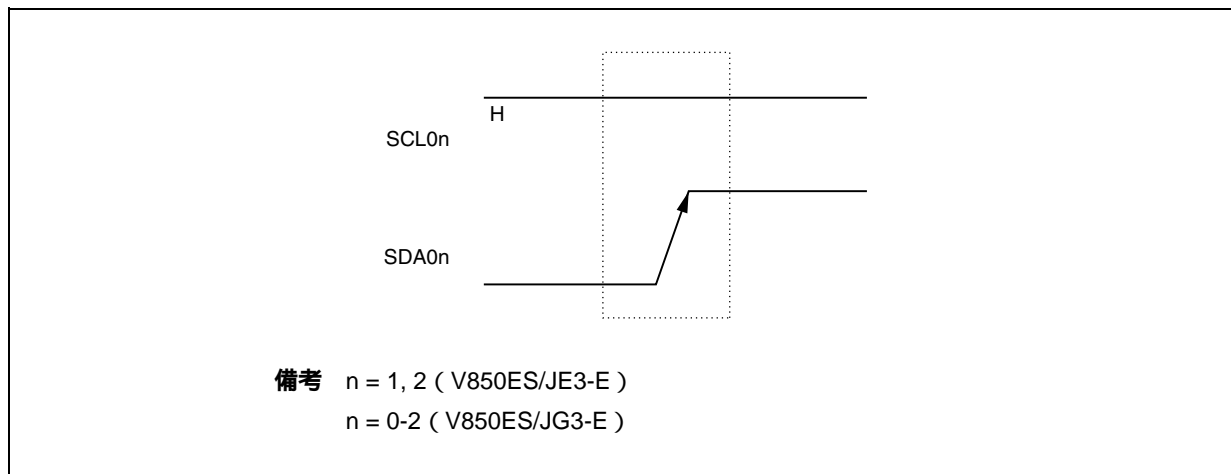 H
SCL0n
SDA0n
備考 n = 1, 2（V850ES/JE3-E）
n = 0-2（V850ES/JG3-E）